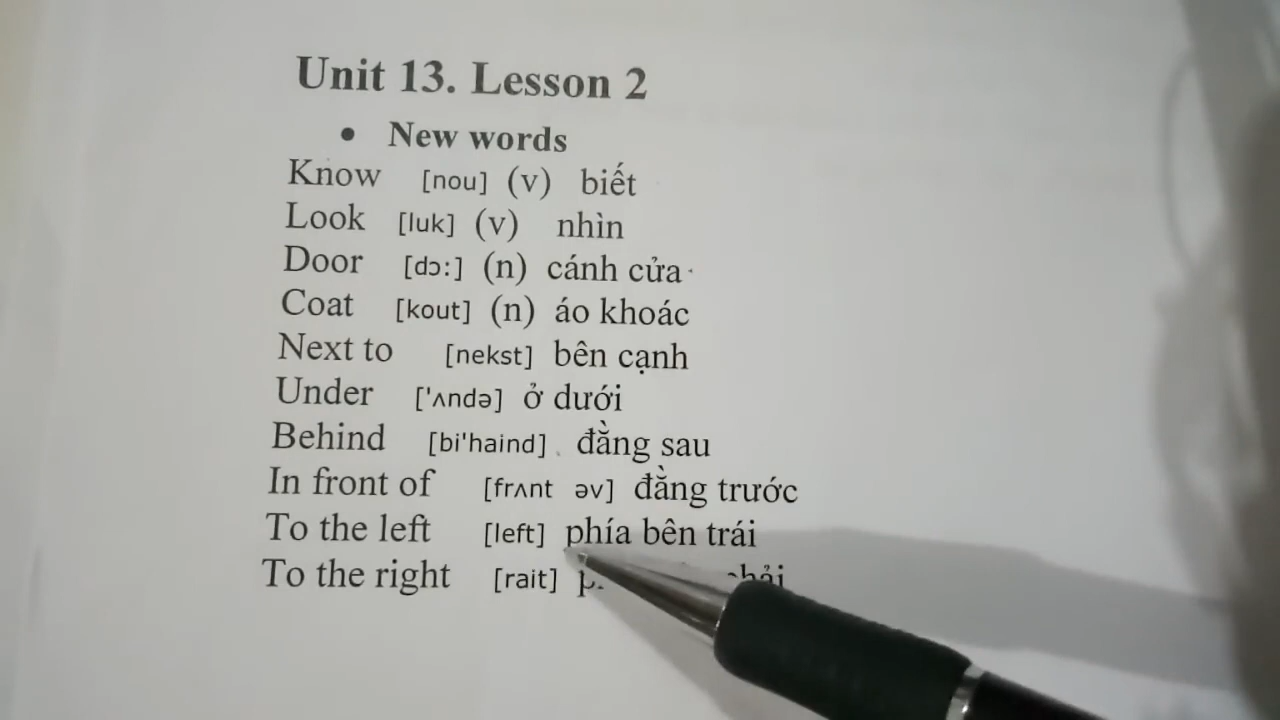 Unit 13. Lesson 2
• New words
Know [nou] (v) biết
Look [luk] (v) nhìn
Door [dɔ:] (n) cánh cửa
Coat [kout] (n) áo khoác
Next to [nekst] bên cạnh
Under ['ʌndə] ở dưới
Behind [bi'haind] đằng sau
In front of [frʌnt əv] đằng trước
To the left [left] phía bên trái
To the right [rait]